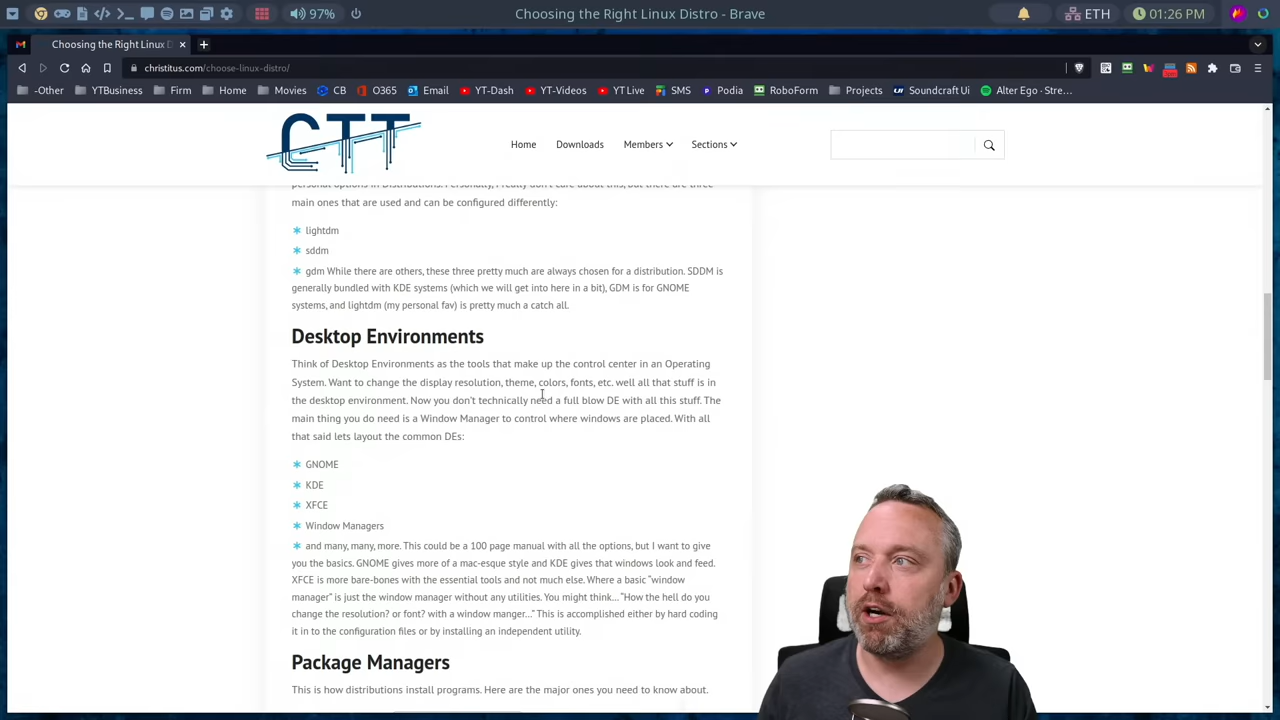 97%
Choosing the Right Linux Distro - Brave
ETH
01:26 PM
Choosing the Right Linux D
christitus.com/choose-linux-distro/
-Other
YTBusiness
Firm
Home
Movies
CB
O365
Email
YT-Dash
YT-Videos
YT Live
SMS
Podia
RoboForm
Projects
Soundcraft Ui
Alter Ego - Stre...
CTT
Home
Downloads
Members
Sections
personal options in Distributions. Personally, I really don't care about this, but there are three
main ones that are used and can be configured differently:
lightdm
sddm
gdm While there are others, these three pretty much are always chosen for a distribution. SDDM is
generally bundled with KDE systems (which we will get into here in a bit), GDM is for GNOME
systems, and lightdm (my personal fav) is pretty much a catch all.
Desktop Environments
Think of Desktop Environments as the tools that make up the control center in an Operating
System. Want to change the display resolution, theme, colors, fonts, etc. well all that stuff is in
the desktop environment. Now you don't technically need a full blow DE with all this stuff. The
main thing you do need is a Window Manager to control where windows are placed. With all
that said lets layout the common DEs:
GNOME
KDE
XFCE
Window Managers
and many, many, more. This could be a 100 page manual with all the options, but I want to give
you the basics. GNOME gives more of a mac-esque style and KDE gives that windows look and feed.
XFCE is more bare-bones with the essential tools and not much else. Where a basic "window
manager" is just the window manager without any utilities. You might think... "How the hell do you
change the resolution? or font? with a window manger..." This is accomplished either by hard coding
it in to the configuration files or by installing an independent utility.
Package Managers
This is how distributions install programs. Here are the major ones you need to know about.